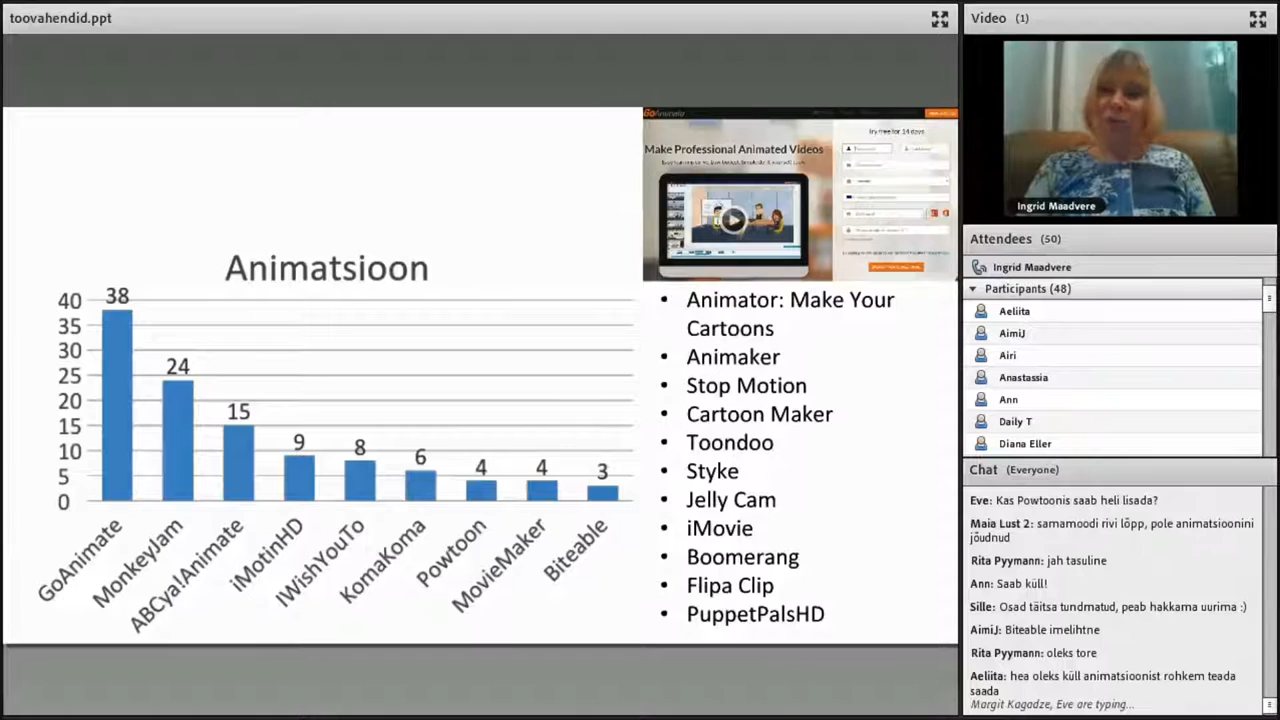 toovahendid.ppt
Animatsioon
40
35
30
25
20
15
10
5
0
38
24
15
9
8
6
4
4
3
GoAnimate
MonkeyJam
ABCya!Animate
iMotinHD
IWishYouTo
KomaKoma
Powtoon
MovieMaker
Biteable
GoAnimate
Make Professional Animated Videos
Try free for 14 days
• Animator: Make Your
Cartoons
• Animaker
• Stop Motion
• Cartoon Maker
• Toondoo
• Styke
• Jelly Cam
• iMovie
• Boomerang
• Flipa Clip
• PuppetPalsHD
Video (1)
Ingrid Maadvere
Attendees (50)
Ingrid Maadvere
Participants (48)
Aeliita
AimiJ
Airi
Anastassia
Ann
Daily T
Diana Eller
Chat (Everyone)
Eve: Kas Powtoonis saab heli lisada?
Maia Lust 2: samamoodi rivi lõpp, pole animatsioonini
jõudnud
Rita Pyymann: jah tasuline
Ann: Saab küll!
Sille: Osad täitsa tundmatud, peab hakkama uurima :)
AimiJ: Biteable imelihtne
Rita Pyymann: oleks tore
Aeliita: hea oleks küll animatsioonist rohkem teada
saada
Margit Kagadze, Eve are typing...